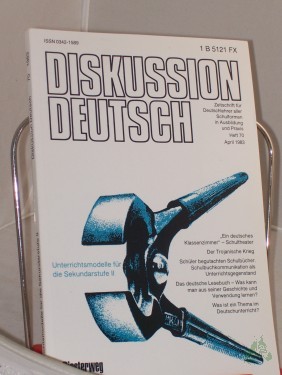 ISSN 0342-1589
1 B 5121 FX
DISKUSSION
DEUTSCH
Zeitschrift für
Deutschlehrer aller
Schulformen
in Ausbildung
und Praxis
Heft 70
April 1983
Unterrichtsmodelle für
die Sekundarstufe II
„Ein deutsches
Klassenzimmer“ – Schultheater
Der Trojanische Krieg
Schüler begutachten Schulbücher.
Schulbuchkommunikation als
Unterrichtsgegenstand
Das deutsche Lesebuch – Was kann
man aus seiner Geschichte und
Verwendung lernen?
Was ist ein Thema im
Deutschunterricht?
Diesterweg